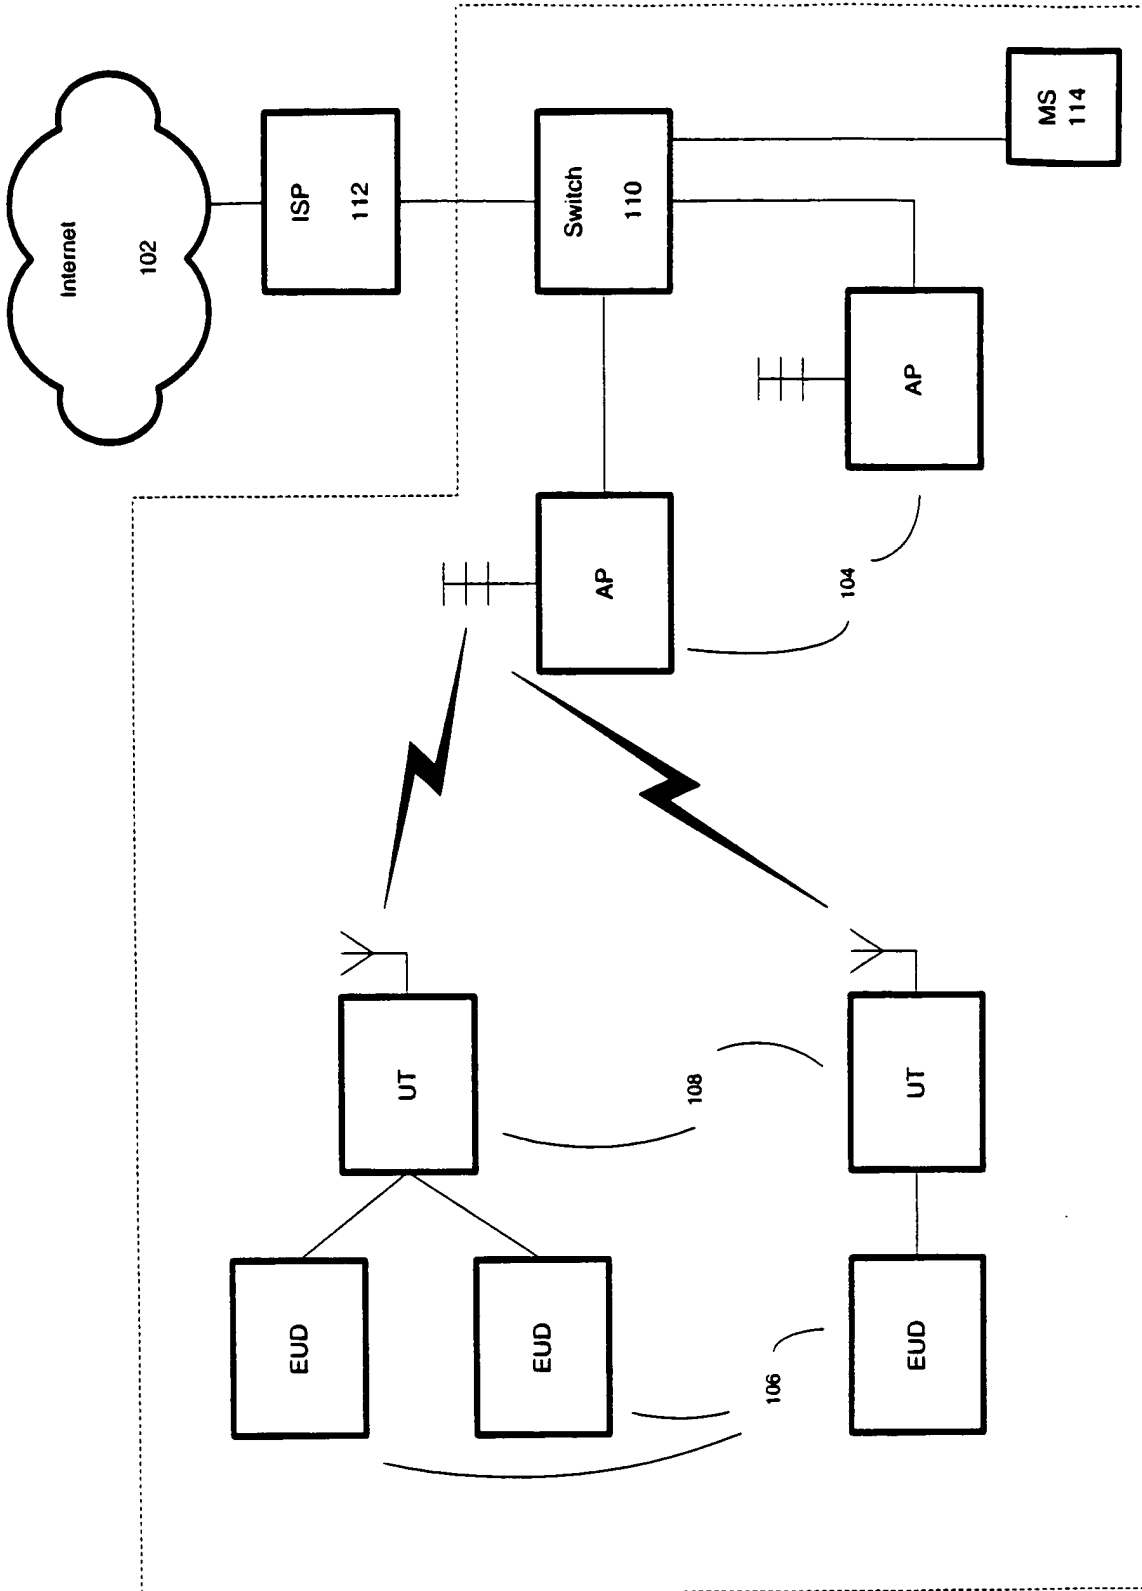 Internet
102
ISP
112
Switch
110
MS
114
AP
AP
104
UT
UT
108
EUD
EUD
EUD
106